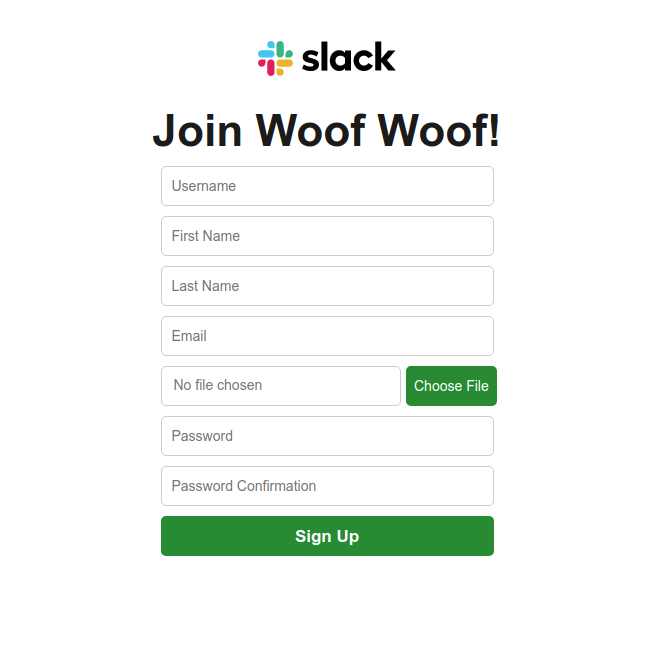 slack
Join Woof Woof!
Username
First Name
Last Name
Email
No file chosen
Choose File
Password
Password Confirmation
Sign Up